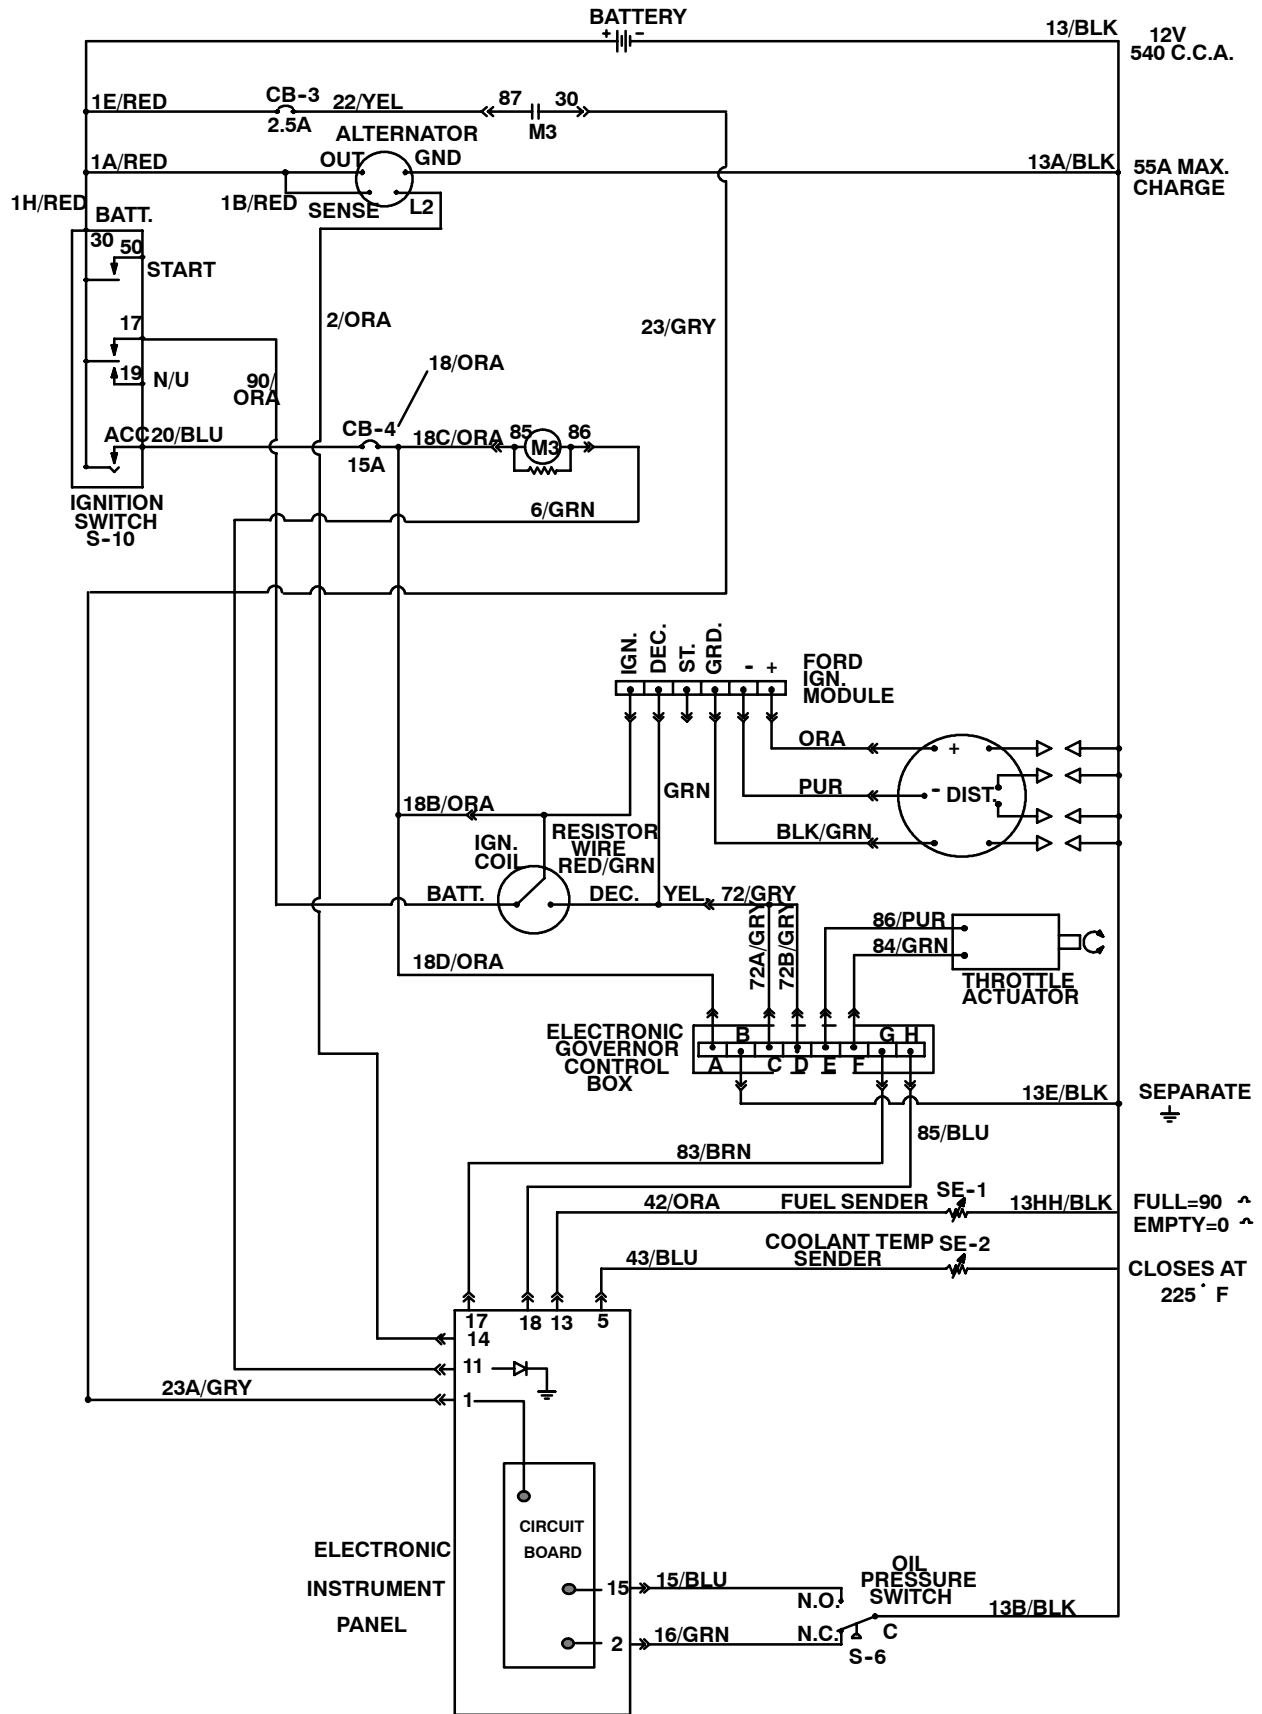 BATTERY
+ -
13/BLK
12V
540 C.C.A.
1E/RED
CB-3
2.5A
22/YEL
87
30
M3
ALTERNATOR
1A/RED
OUT
GND
13A/BLK
55A MAX.
CHARGE
1H/RED
BATT.
1B/RED
SENSE
L2
30
50
START
17
2/ORA
23/GRY
19
N/U
90/
ORA
18/ORA
ACC
20/BLU
CB-4
15A
18C/ORA
85
M3
86
6/GRN
IGNITION
SWITCH
S-10
IGN.
DEC.
ST.
GRD.
-
+
FORD
IGN.
MODULE
ORA
+
PUR
- DIST.
GRN
BLK/GRN
18B/ORA
IGN.
COIL
RESISTOR
WIRE
RED/GRN
BATT.
DEC.
YEL
72/GRY
72A/GRY
72B/GRY
86/PUR
84/GRN
THROTTLE
ACTUATOR
18D/ORA
ELECTRONIC
GOVERNOR
CONTROL
BOX
B
G
H
A
C
D
E
F
13E/BLK
SEPARATE
85/BLU
83/BRN
42/ORA
FUEL SENDER
SE-1
13HH/BLK
FULL=90
EMPTY=0
43/BLU
COOLANT TEMP
SENDER
SE-2
CLOSES AT
225° F
17
18
13
5
14
11
23A/GRY
1
CIRCUIT
BOARD
ELECTRONIC
INSTRUMENT
PANEL
15
15/BLU
N.O.
OIL
PRESSURE
SWITCH
13B/BLK
2
16/GRN
N.C.
C
S-6